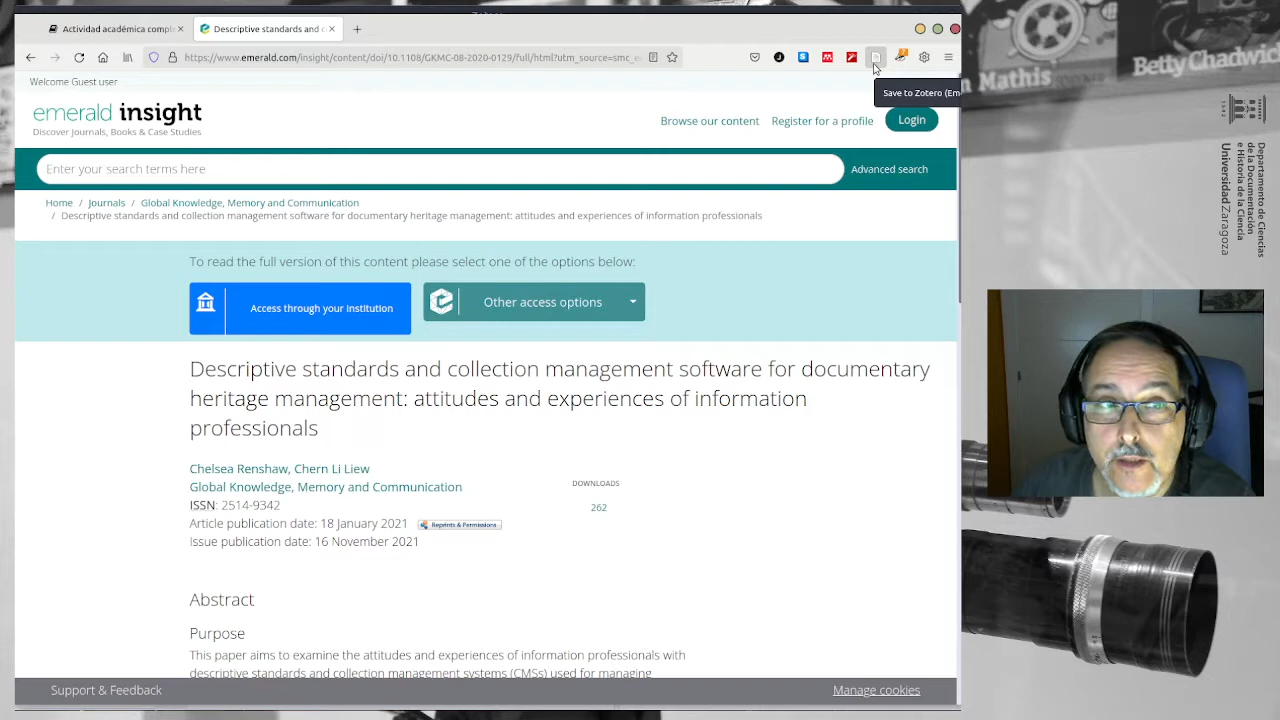 Actividad académica compl
Descriptive standards and c
https://www.emerald.com/insight/content/doi/10.1108/GKMC-08-2020-0129/full/html?utm_source=smc_e
Save to Zotero (Em
Welcome Guest user
emerald insight
Discover Journals, Books & Case Studies
Browse our content
Register for a profile
Login
Enter your search terms here
Advanced search
Home / Journals / Global Knowledge, Memory and Communication
/ Descriptive standards and collection management software for documentary heritage management: attitudes and experiences of information professionals
To read the full version of this content please select one of the options below:
Access through your institution
Other access options
Descriptive standards and collection management software for documentary
heritage management: attitudes and experiences of information
professionals
Chelsea Renshaw, Chern Li Liew
Global Knowledge, Memory and Communication
ISSN: 2514-9342
Article publication date: 18 January 2021
Reprints & Permissions
Issue publication date: 16 November 2021
DOWNLOADS
262
Abstract
Purpose
This paper aims to examine the attitudes and experiences of information professionals with
descriptive standards and collection management systems (CMSs) used for managing
Support & Feedback
Manage cookies
Mathis
Betty Chadwic
Departamento de Ciencias
de la Documentación
e Historia de la Ciencia
Universidad Zaragoza
1542